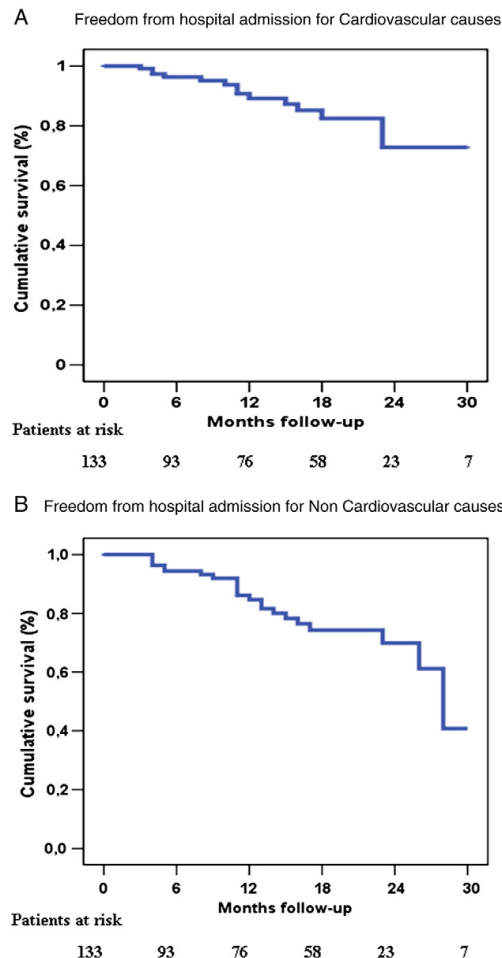 A Freedom from hospital admission for Cardiovascular causes
Cumulative survival (%)
1
0,8
0,6
0,4
0,2
0
0 6 12 18 24 30
Months follow-up
Patients at risk
133 93 76 58 23 7
B Freedom from hospital admission for Non Cardiovascular causes
Cumulative survival (%)
1,0
0,8
0,6
0,4
0,2
0,0
0 6 12 18 24 30
Months follow-up
Patients at risk
133 93 76 58 23 7